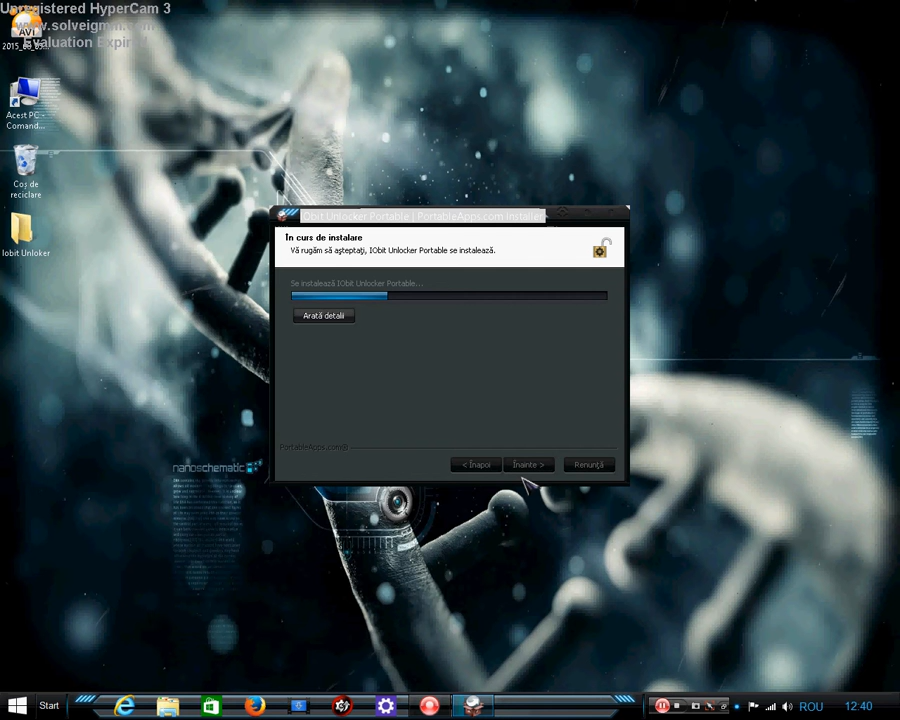 Unregistered HyperCam 3
www.solveigmm.com
Evaluation Expired
AVI
Acest PC -
Comand...
Coș de
reciclare
Iobit Unloker
IObit Unlocker Portable | PortableApps.com Installer
În curs de instalare
Vă rugăm să așteptați, IObit Unlocker Portable se instalează.
Se instalează IObit Unlocker Portable...
Arată detalii
PortableApps.com®
< Înapoi
Înainte >
Renunță
nanoschematic
Start
ROU
12:40